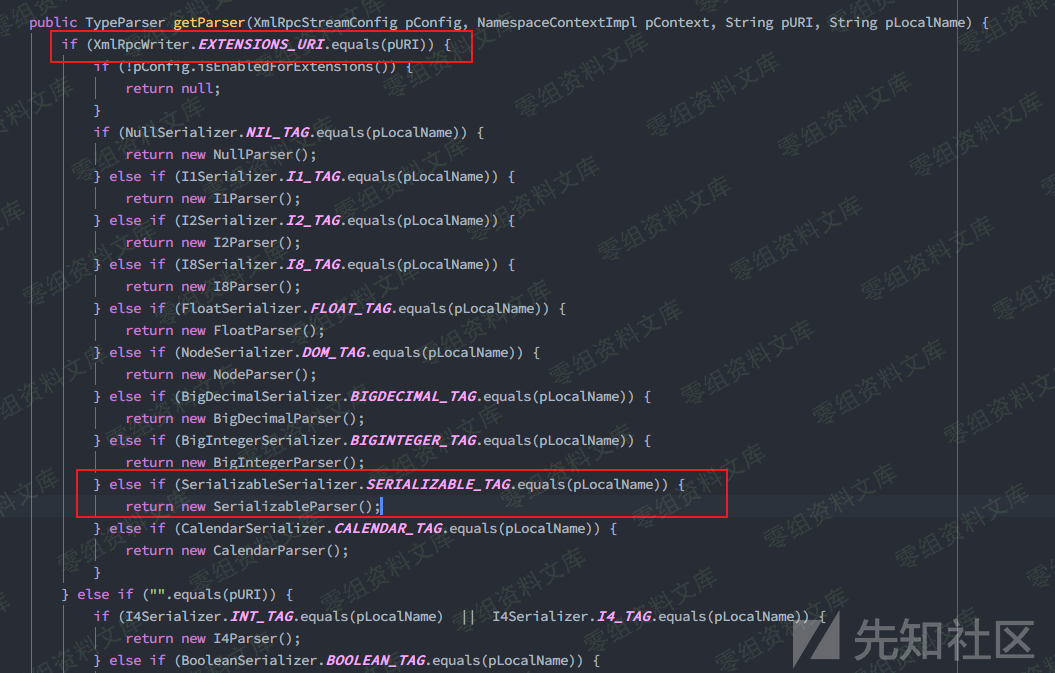 public TypeParser getParser(XmlRpcStreamConfig pConfig, NamespaceContextImpl pContext, String pURI, String pLocalName) {
if (XmlRpcWriter.EXTENSIONS_URI.equals(pURI)) {
if (!pConfig.isEnabledForExtensions()) {
return null;
}
if (NullSerializer.NIL_TAG.equals(pLocalName)) {
return new NullParser();
} else if (I1Serializer.I1_TAG.equals(pLocalName)) {
return new I1Parser();
} else if (I2Serializer.I2_TAG.equals(pLocalName)) {
return new I2Parser();
} else if (I8Serializer.I8_TAG.equals(pLocalName)) {
return new I8Parser();
} else if (FloatSerializer.FLOAT_TAG.equals(pLocalName)) {
return new FloatParser();
} else if (NodeSerializer.DOM_TAG.equals(pLocalName)) {
return new NodeParser();
} else if (BigDecimalSerializer.BIGDECIMAL_TAG.equals(pLocalName)) {
return new BigDecimalParser();
} else if (BigIntegerSerializer.BIGINTEGER_TAG.equals(pLocalName)) {
return new BigIntegerParser();
} else if (SerializableSerializer.SERIALIZABLE_TAG.equals(pLocalName)) {
return new SerializableParser();
} else if (CalendarSerializer.CALENDAR_TAG.equals(pLocalName)) {
return new CalendarParser();
}
} else if ("".equals(pURI)) {
if (I4Serializer.INT_TAG.equals(pLocalName) || I4Serializer.I4_TAG.equals(pLocalName)) {
return new I4Parser();
} else if (BooleanSerializer.BOOLEAN_TAG.equals(pLocalName)) {
先知社区
零组资料文库